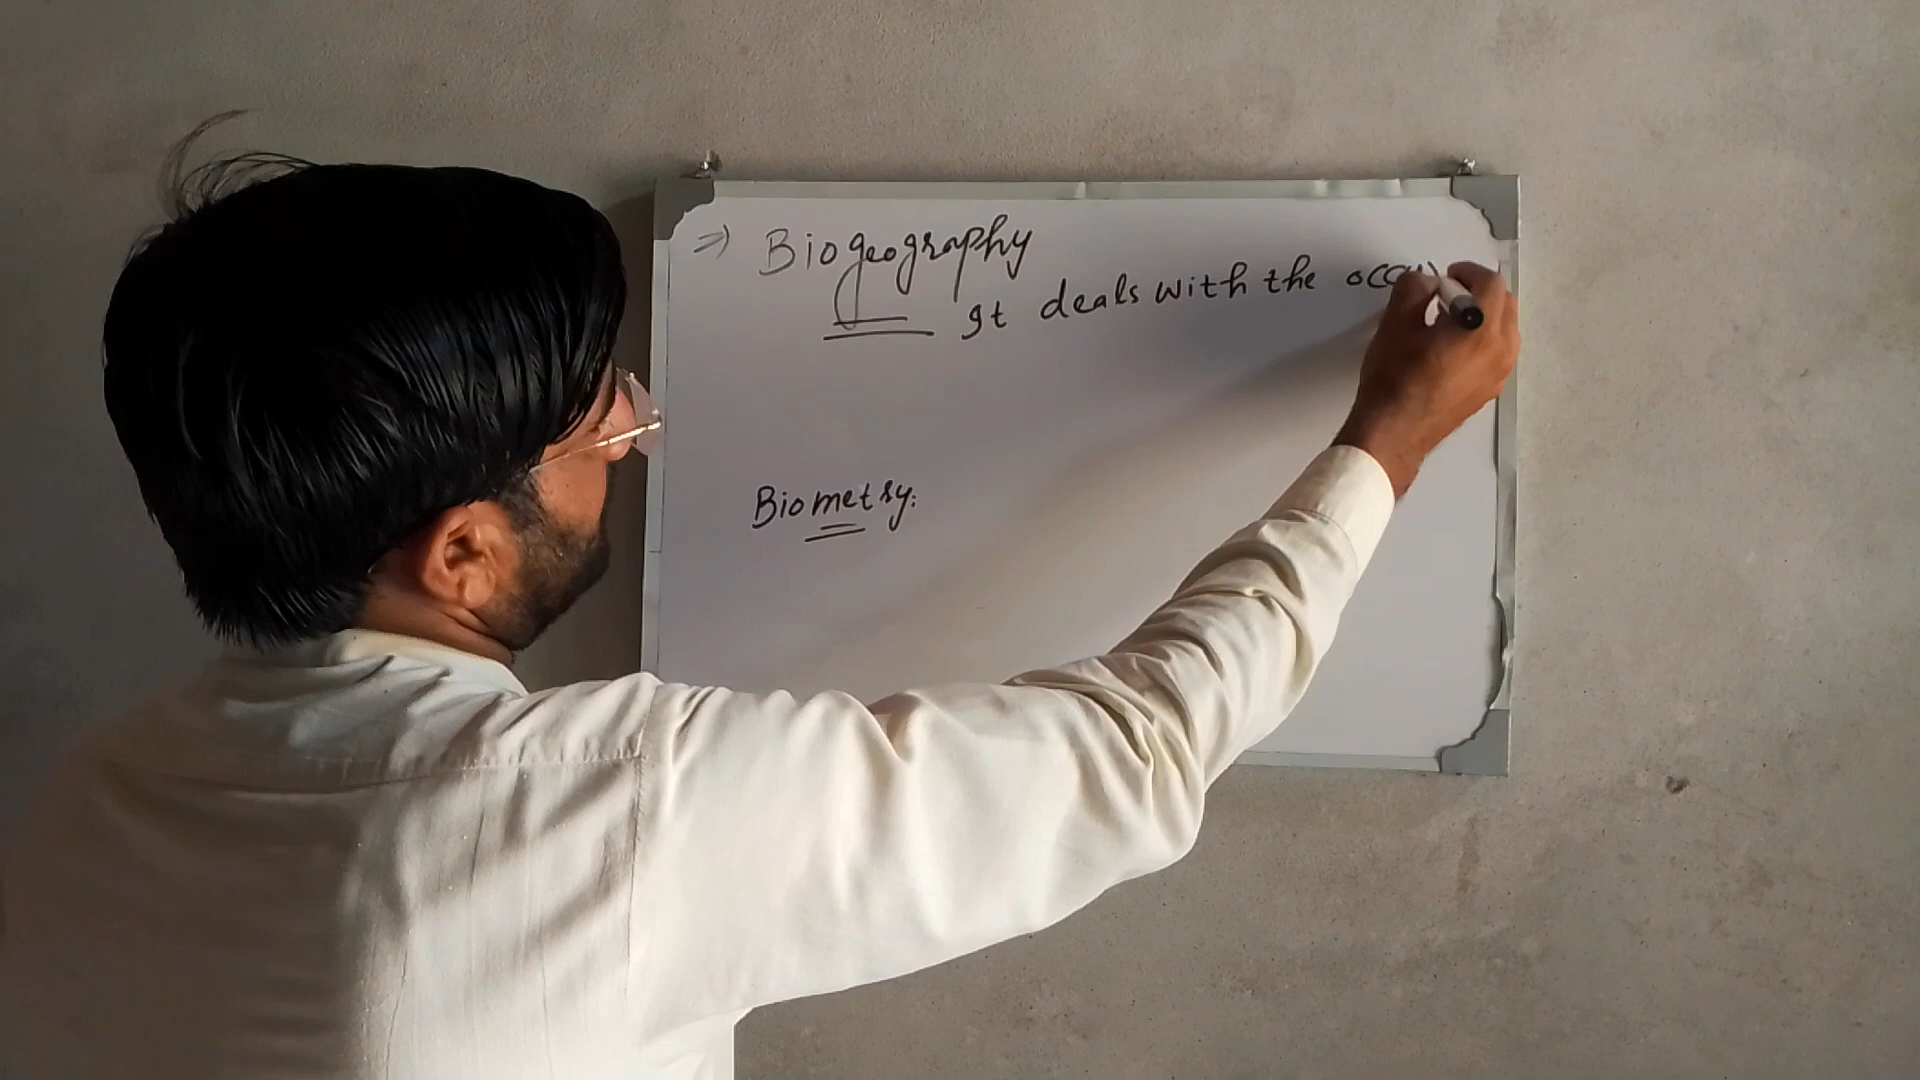 => Biogeography
It deals with the
Biometry: